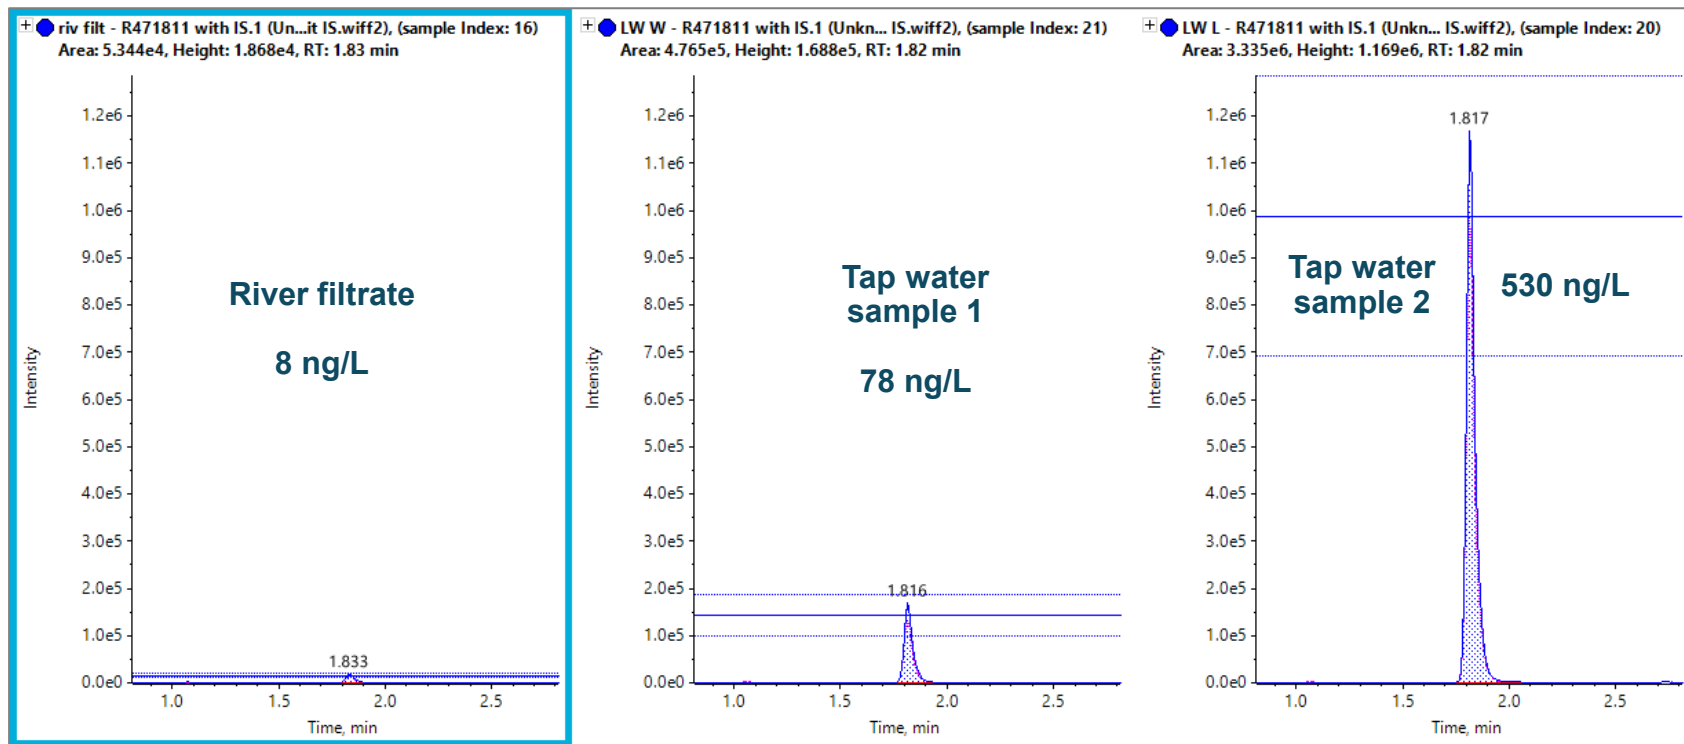 riv filt - R471811 with IS.1 (Un...it IS.wiff2), (sample Index: 16)
Area: 5.344e4, Height: 1.868e4, RT: 1.83 min
1.2e6
1.1e6
1.0e6
9.0e5
8.0e5
7.0e5
6.0e5
5.0e5
4.0e5
3.0e5
2.0e5
1.0e5
0.0e0
Intensity
River filtrate
8 ng/L
1.833
1.0
1.5
2.0
2.5
Time, min
LW W - R471811 with IS.1 (Unkn... IS.wiff2), (sample Index: 21)
Area: 4.765e5, Height: 1.688e5, RT: 1.82 min
1.2e6
1.1e6
1.0e6
9.0e5
8.0e5
7.0e5
6.0e5
5.0e5
4.0e5
3.0e5
2.0e5
1.0e5
0.0e0
Intensity
Tap water
sample 1
78 ng/L
1.816
1.0
1.5
2.0
2.5
Time, min
LW L - R471811 with IS.1 (Unkn... IS.wiff2), (sample Index: 20)
Area: 3.335e6, Height: 1.169e6, RT: 1.82 min
1.2e6
1.1e6
1.0e6
9.0e5
8.0e5
7.0e5
6.0e5
5.0e5
4.0e5
3.0e5
2.0e5
1.0e5
0.0e0
Intensity
1.817
Tap water
sample 2
530 ng/L
1.0
1.5
2.0
2.5
Time, min